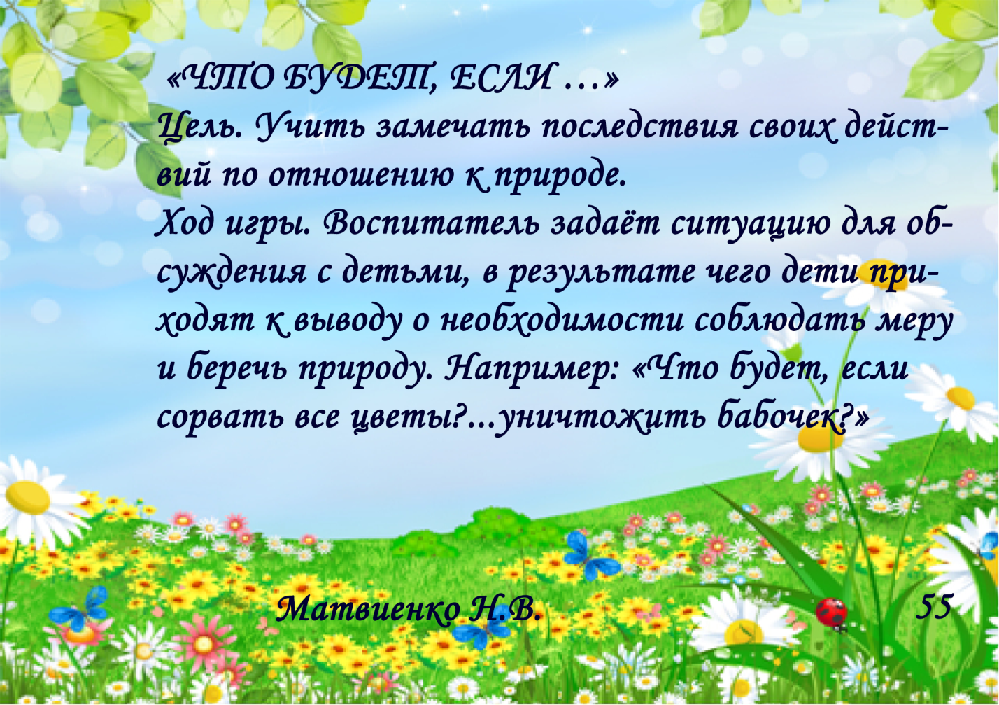 «ЧТО БУДЕТ, ЕСЛИ …»
Цель. Учить замечать последствия своих дейст-
вий по отношению к природе.
Ход игры. Воспитатель задаёт ситуацию для об-
суждения с детьми, в результате чего дети при-
ходят к выводу о необходимости соблюдать меру
и беречь природу. Например: «Что будет, если
сорвать все цветы?...уничтожить бабочек?»
Матвиенко Н.В.
55